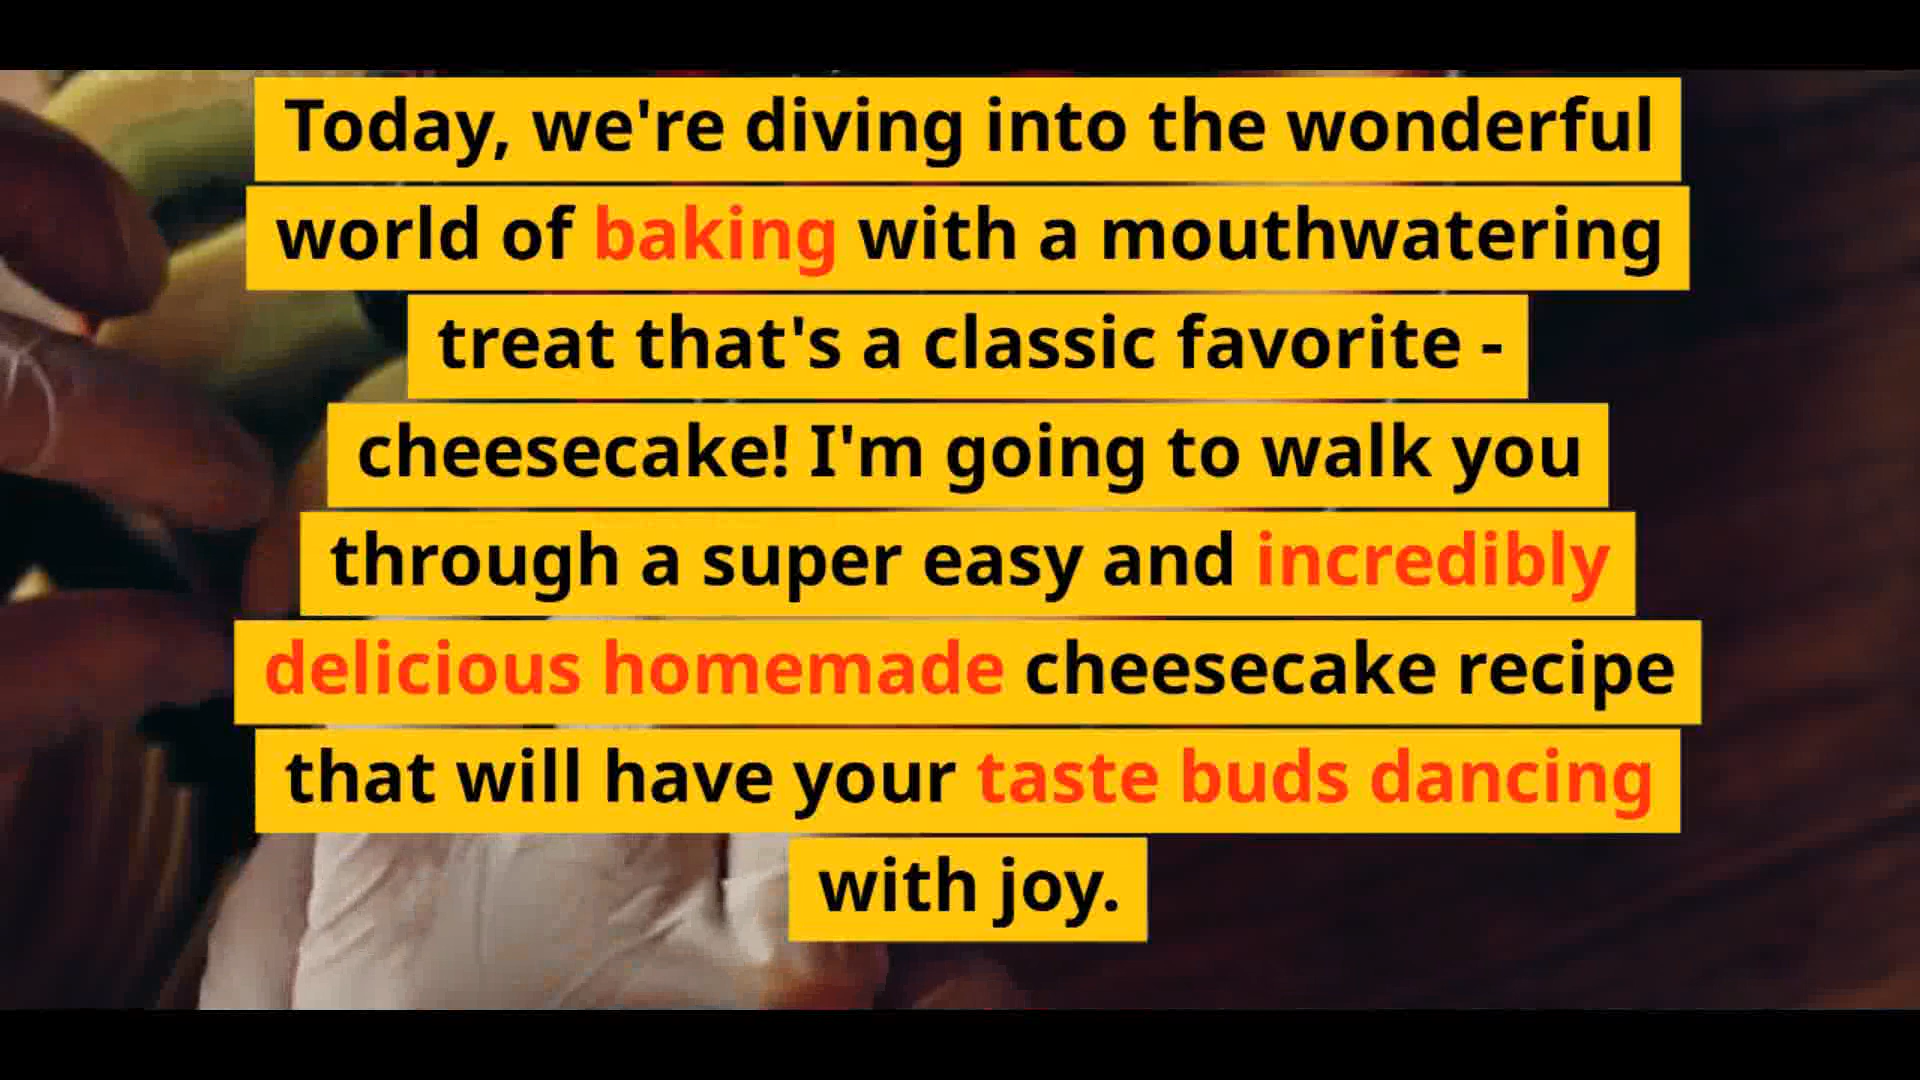 Today, we're diving into the wonderful
world of baking with a mouthwatering
treat that's a classic favorite -
cheesecake! I'm going to walk you
through a super easy and incredibly
delicious homemade cheesecake recipe
that will have your taste buds dancing
with joy.